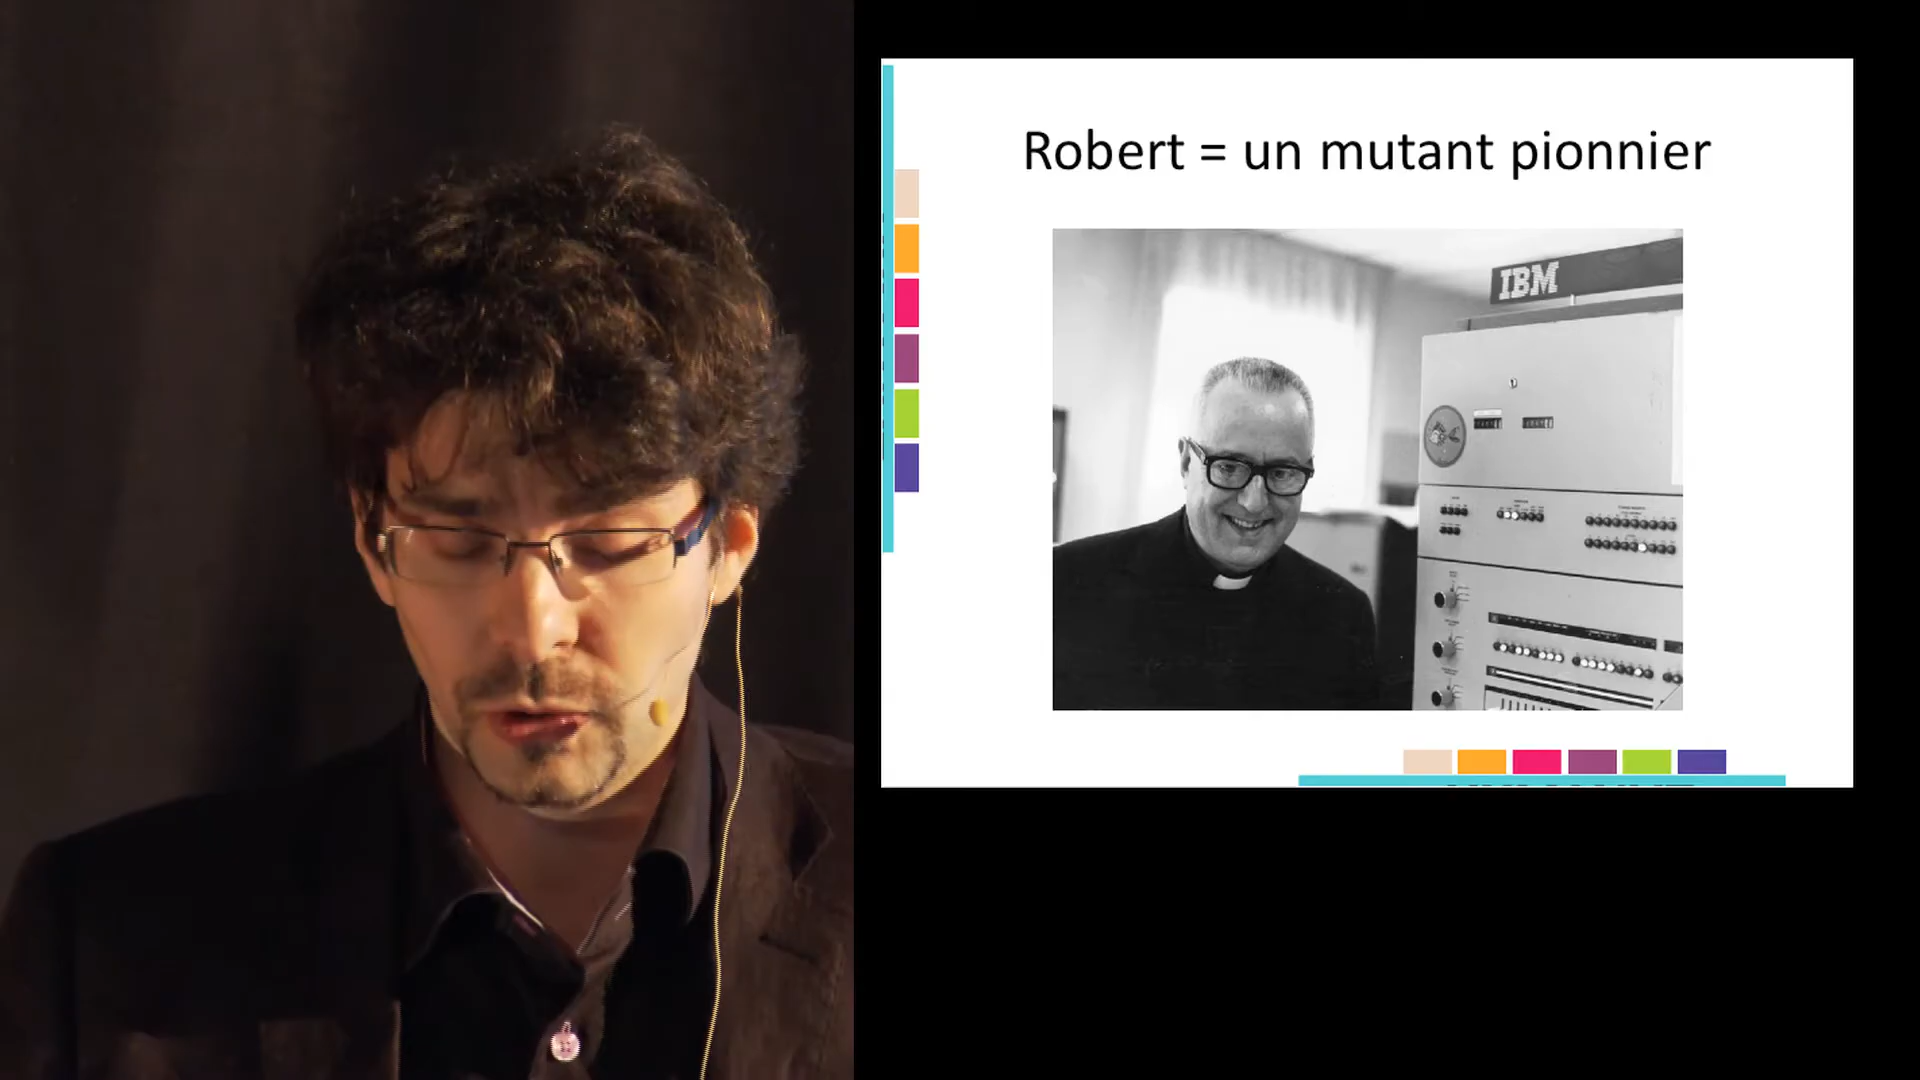 Robert = un mutant pionnier
IBM